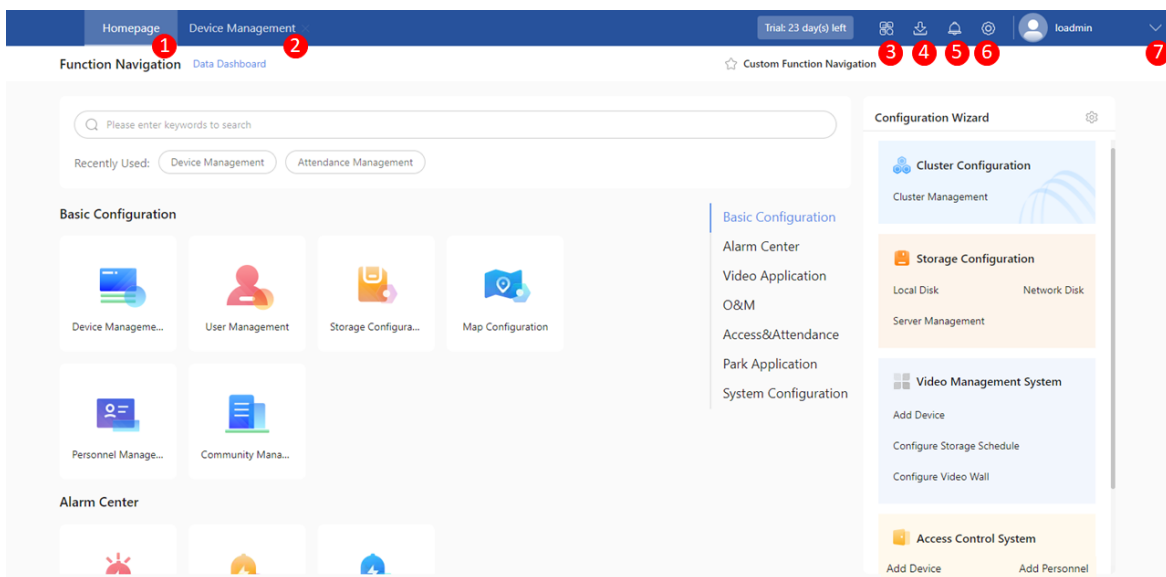 Homepage Device Management Trial: 23 day(s) left loadmin
1 2 3 4 5 6 7
Function Navigation Data Dashboard Custom Function Navigation
Please enter keywords to search
Recently Used: Device Management Attendance Management
Basic Configuration
Device Manageme... User Management Storage Configura... Map Configuration
Personnel Manage... Community Mana...
Alarm Center
Basic Configuration
Alarm Center
Video Application
O&M
Access&Attendance
Park Application
System Configuration
Configuration Wizard
Cluster Configuration
Cluster Management
Storage Configuration
Local Disk Network Disk
Server Management
Video Management System
Add Device
Configure Storage Schedule
Configure Video Wall
Access Control System
Add Device Add Personnel